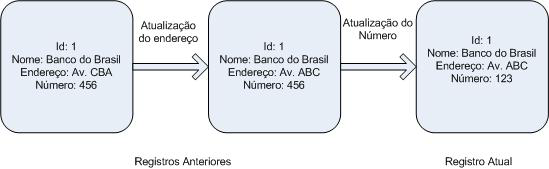 Id: 1
Nome: Banco do Brasil
Endereço: Av. CBA
Número: 456
Atualização
do endereço
Id: 1
Nome: Banco do Brasil
Endereço: Av. ABC
Número: 456
Atualização do
Número
Id: 1
Nome: Banco do Brasil
Endereço: Av. ABC
Número: 123
Registros Anteriores
Registro Atual